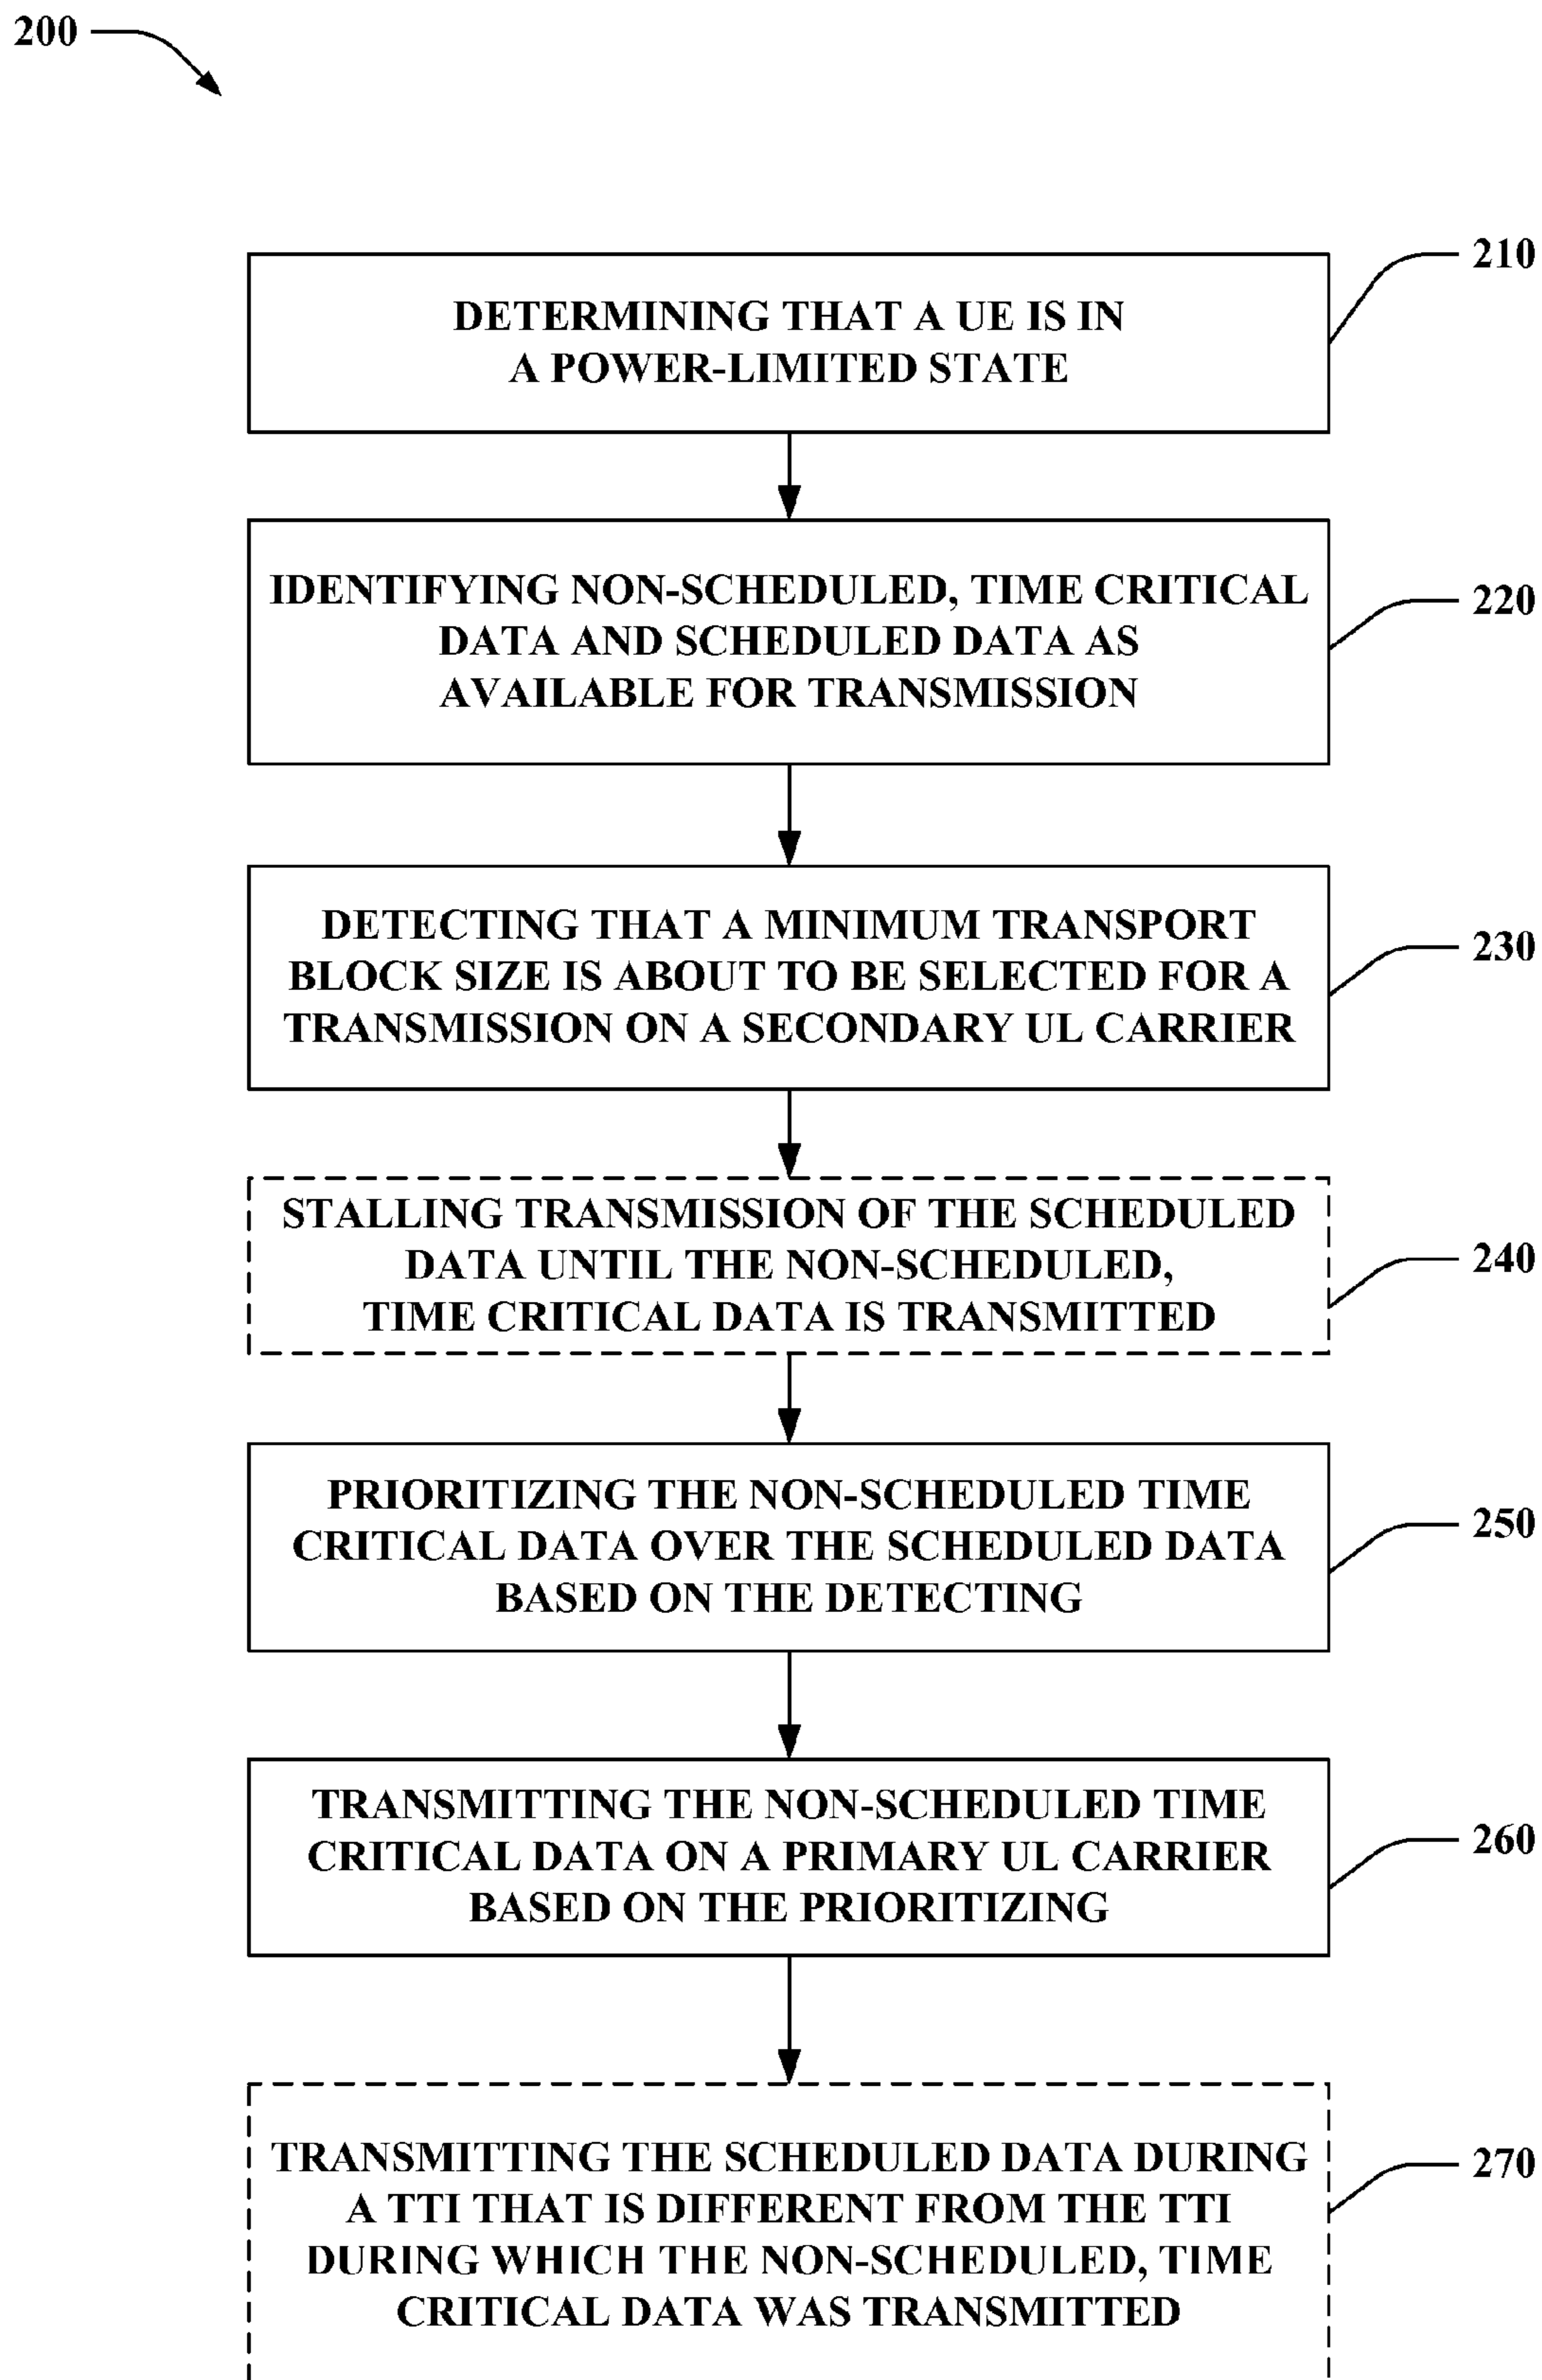 200
210
DETERMINING THAT A UE IS IN
A POWER-LIMITED STATE
220
IDENTIFYING NON-SCHEDULED, TIME CRITICAL
DATA AND SCHEDULED DATA AS
AVAILABLE FOR TRANSMISSION
230
DETECTING THAT A MINIMUM TRANSPORT
BLOCK SIZE IS ABOUT TO BE SELECTED FOR A
TRANSMISSION ON A SECONDARY UL CARRIER
240
STALLING TRANSMISSION OF THE SCHEDULED
DATA UNTIL THE NON-SCHEDULED,
TIME CRITICAL DATA IS TRANSMITTED
250
PRIORITIZING THE NON-SCHEDULED TIME
CRITICAL DATA OVER THE SCHEDULED DATA
BASED ON THE DETECTING
260
TRANSMITTING THE NON-SCHEDULED TIME
CRITICAL DATA ON A PRIMARY UL CARRIER
BASED ON THE PRIORITIZING
270
TRANSMITTING THE SCHEDULED DATA DURING
A TTI THAT IS DIFFERENT FROM THE TTI
DURING WHICH THE NON-SCHEDULED, TIME
CRITICAL DATA WAS TRANSMITTED